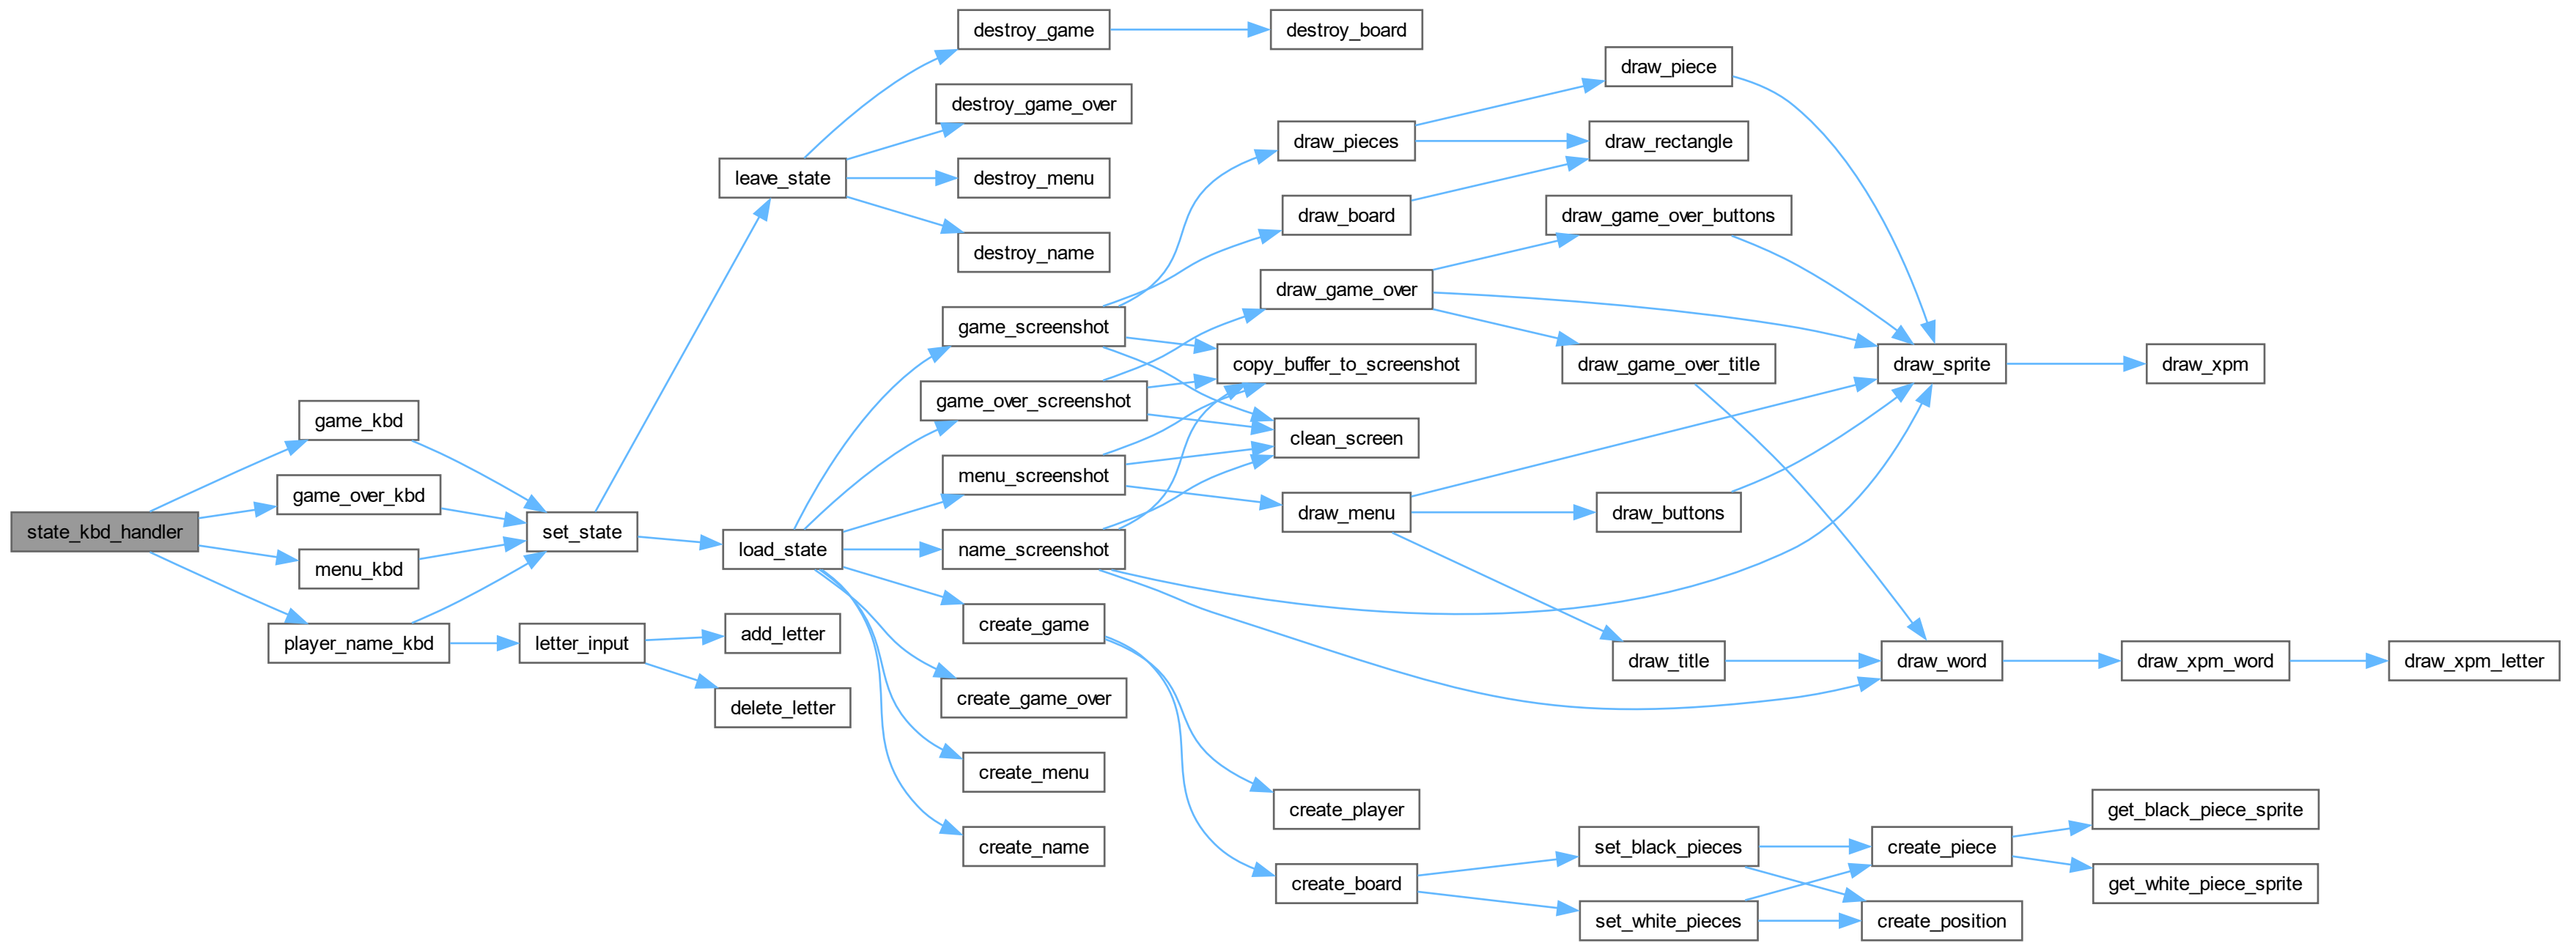 state_kbd_handler
game_kbd
game_over_kbd
menu_kbd
player_name_kbd
set_state
letter_input
leave_state
load_state
add_letter
delete_letter
destroy_game
destroy_game_over
destroy_menu
destroy_name
game_screenshot
game_over_screenshot
menu_screenshot
name_screenshot
create_game
create_game_over
create_menu
create_name
destroy_board
draw_pieces
draw_board
draw_game_over
copy_buffer_to_screenshot
clean_screen
draw_menu
create_player
create_board
draw_piece
draw_rectangle
draw_game_over_buttons
draw_game_over_title
draw_buttons
draw_title
set_black_pieces
set_white_pieces
draw_sprite
draw_word
create_piece
create_position
draw_xpm
draw_xpm_word
get_black_piece_sprite
get_white_piece_sprite
draw_xpm_letter